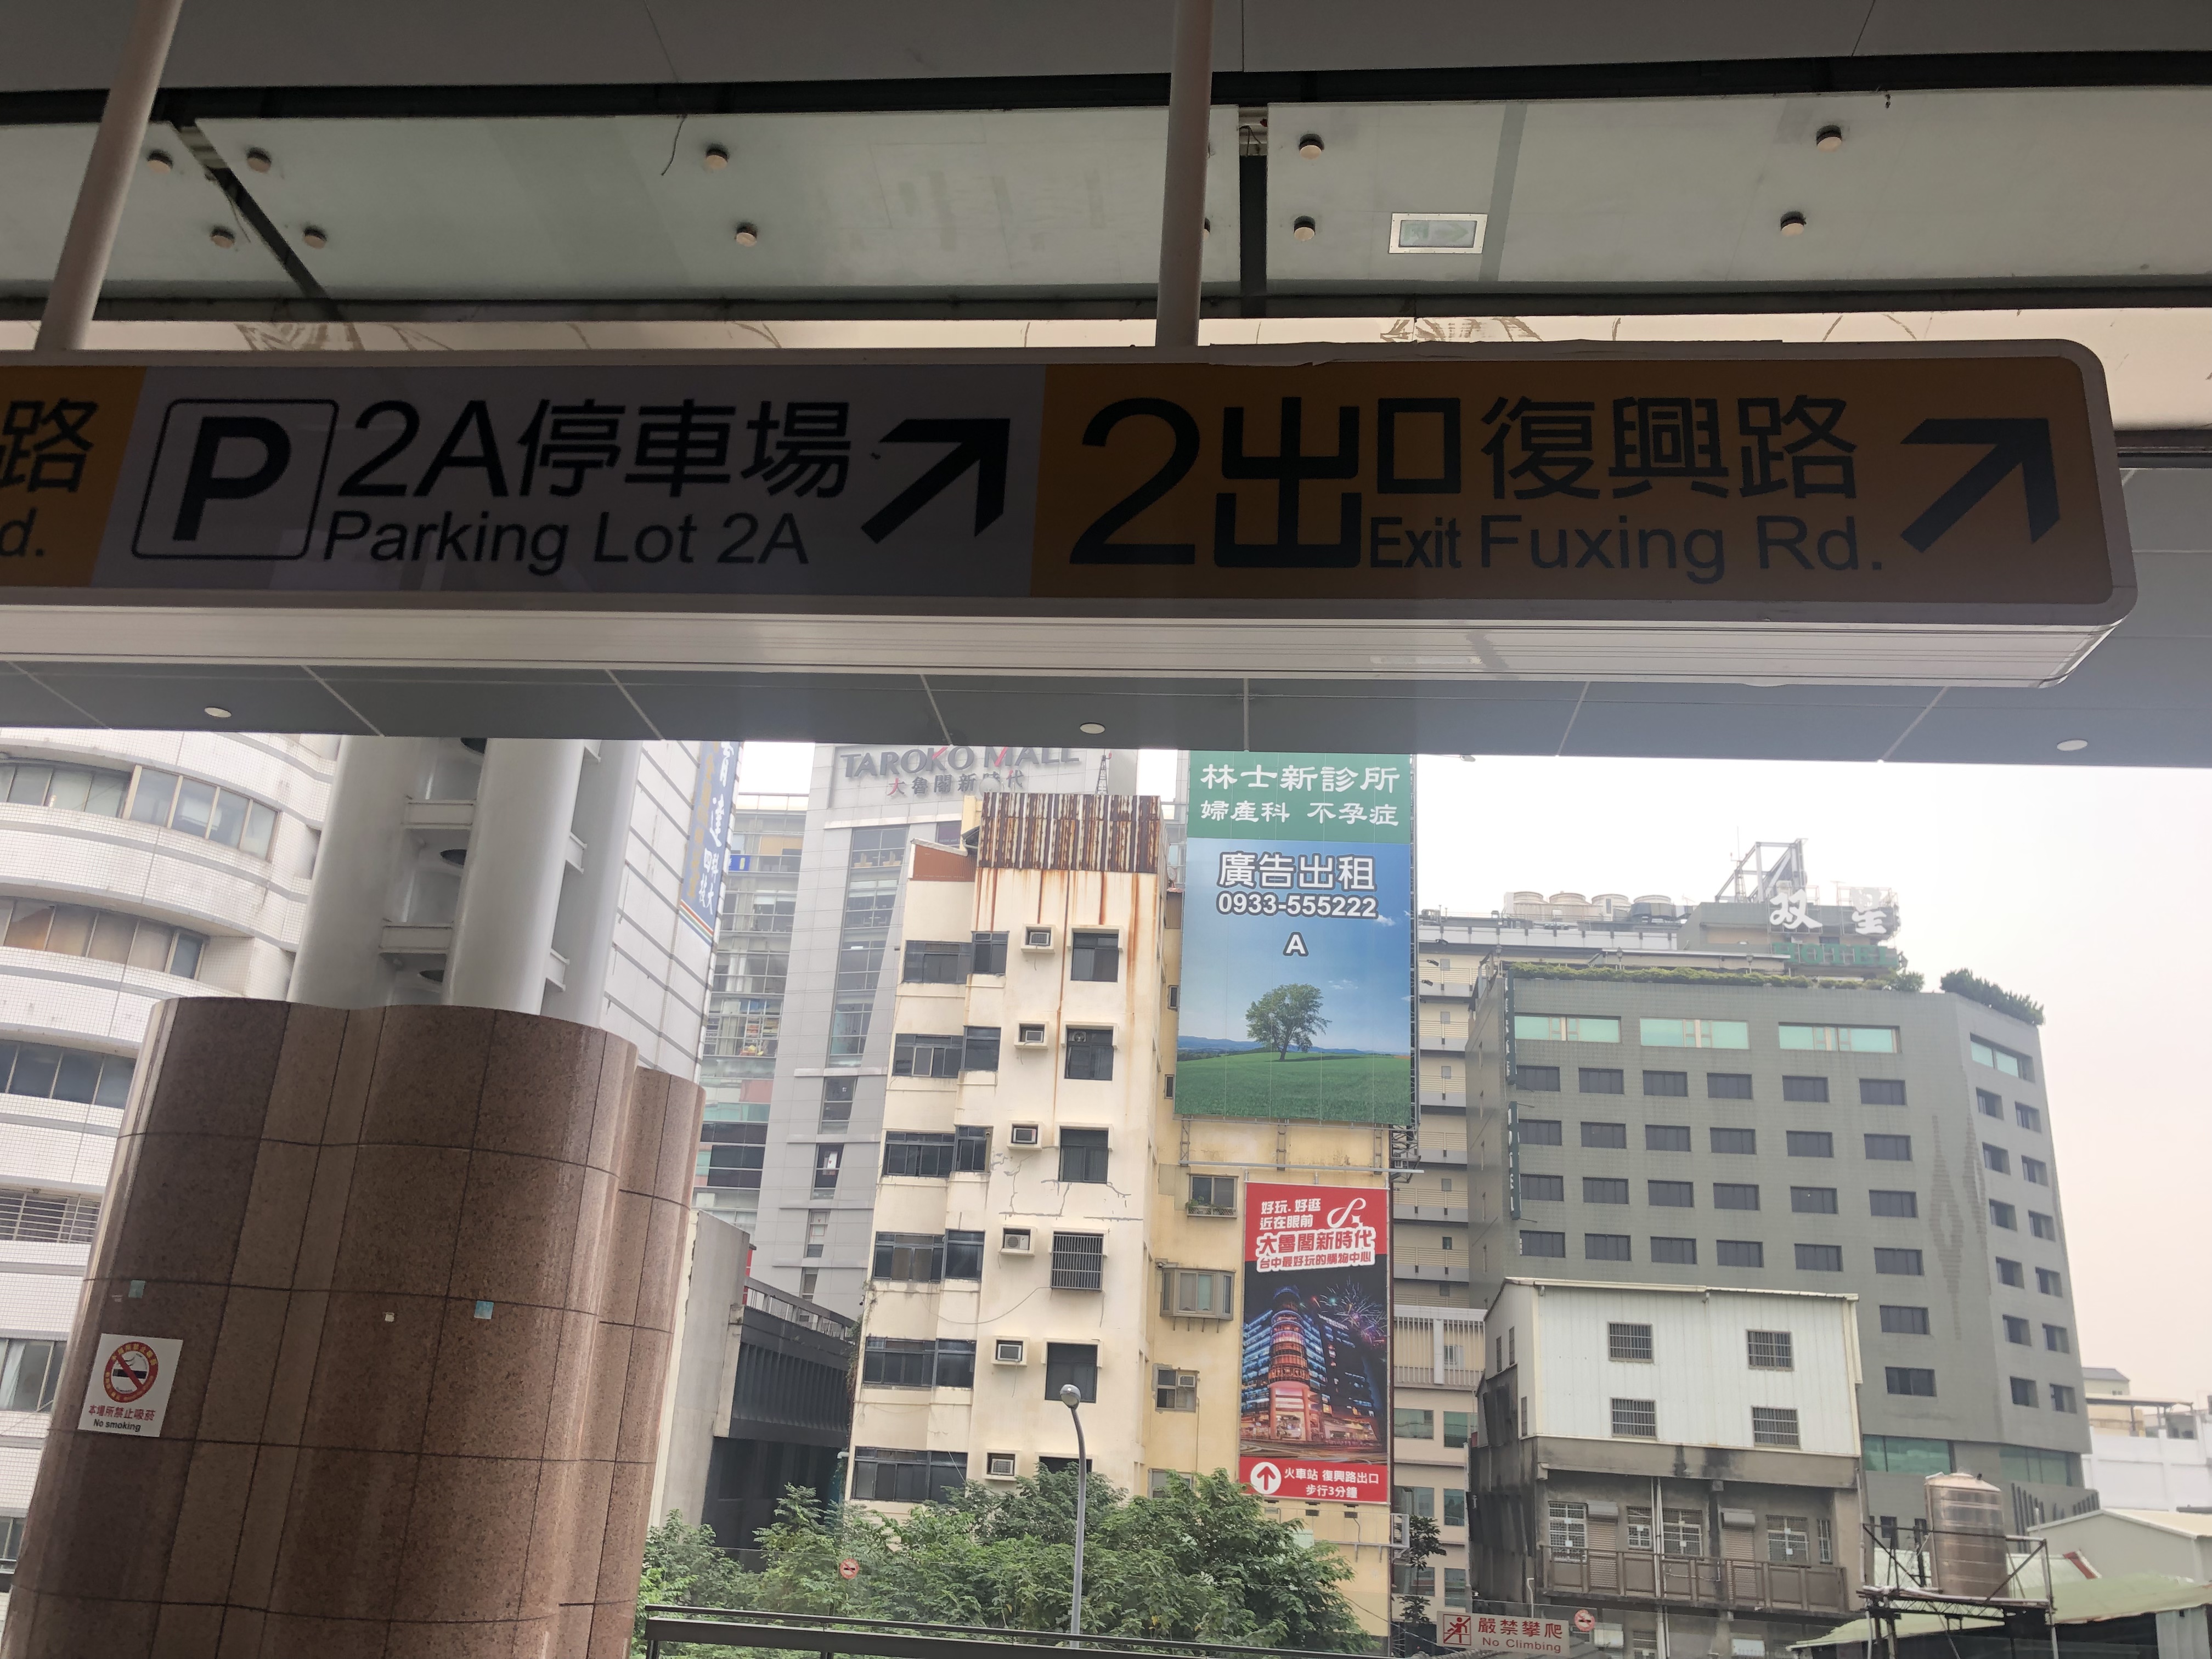 路
d.
P
2A停車場
Parking Lot 2A
2出口復興路
Exit Fuxing Rd.
TAROKO MALL
大魯閣新時代
林士新診所
婦產科 不孕症
廣告出租
0933-555222
A
双星
HOTEL
好玩.好逛
近在眼前
大魯閣新時代
台中最好玩的購物中心
火車站 復興路出口
步行3分鐘
本場所禁止吸菸
No smoking
嚴禁攀爬
No Climbing